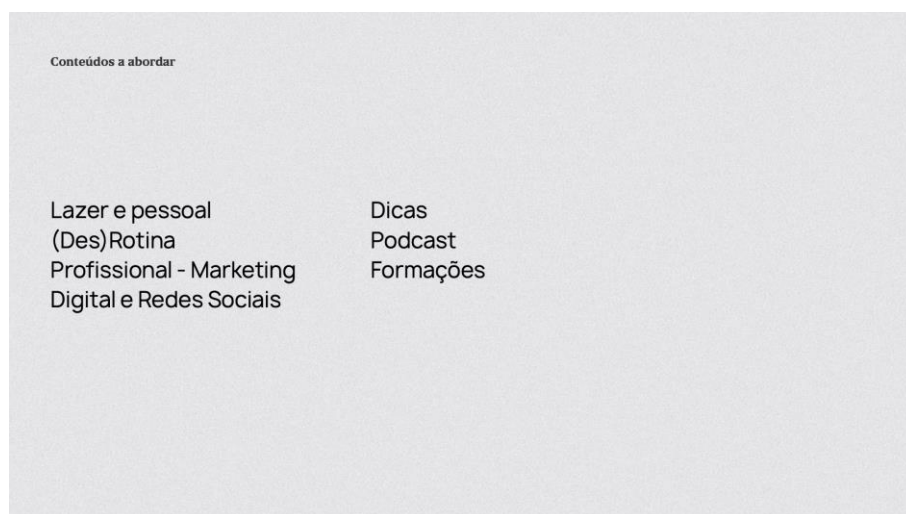 Conteúdos a abordar
Lazer e pessoal
(Des)Rotina
Profissional - Marketing
Digital e Redes Sociais
Dicas
Podcast
Formações